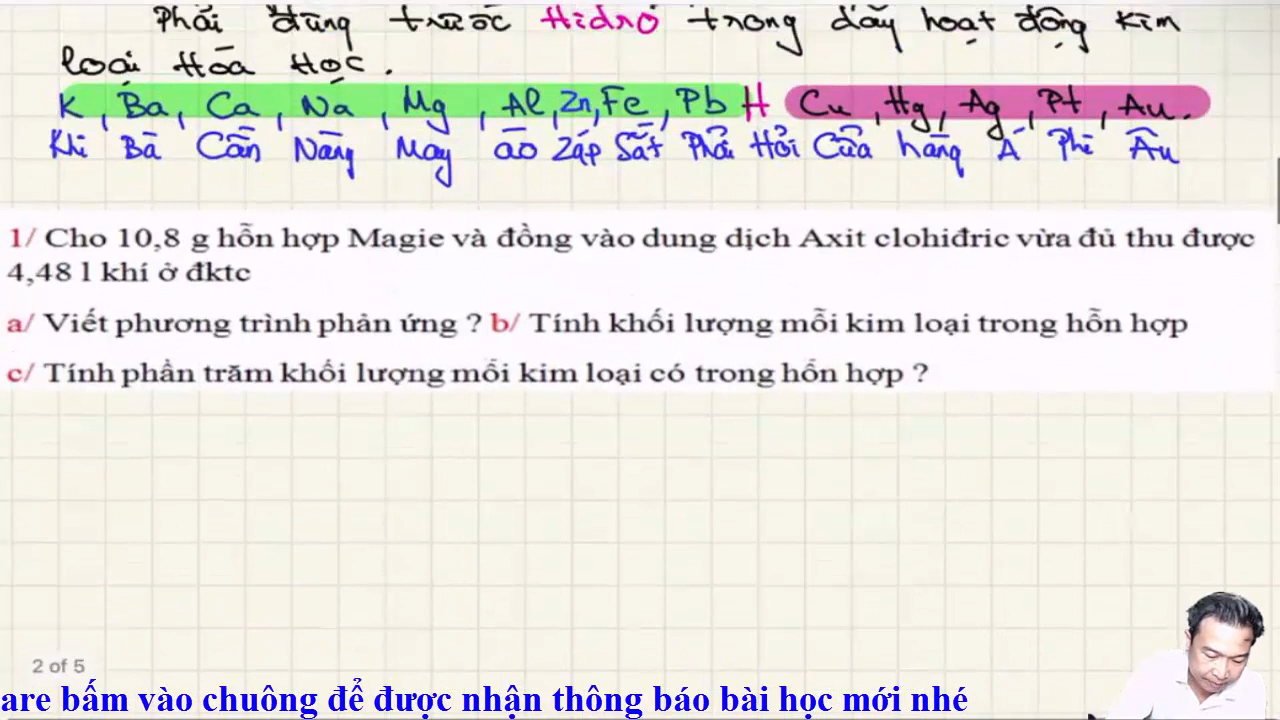 Phải đứng trước Hiđrô trong dãy hoạt động kim
loại Hóa Học.
K, Ba, Ca, Na, Mg, Al, Zn, Fe, Pb H Cu, Hg, Ag, Pt, Au.
Khi Bà Cần Nàng May áo Záp Sắt Phải Hỏi Cửa hàng Á Phi Âu
1/ Cho 10,8 g hỗn hợp Magie và đồng vào dung dịch Axit clohiđric vừa đủ thu được
4,48 l khí ở đktc
a/ Viết phương trình phản ứng ? b/ Tính khối lượng mỗi kim loại trong hỗn hợp
c/ Tính phần trăm khối lượng mỗi kim loại có trong hỗn hợp ?
2 of 5
are bấm vào chuông để được nhận thông báo bài học mới nhé